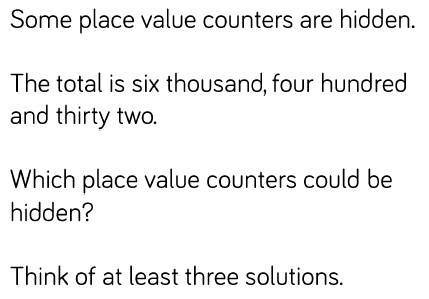 Some place value counters are hidden.
The total is six thousand, four hundred
and thirty two.
Which place value counters could be
hidden?
Think of at least three solutions.